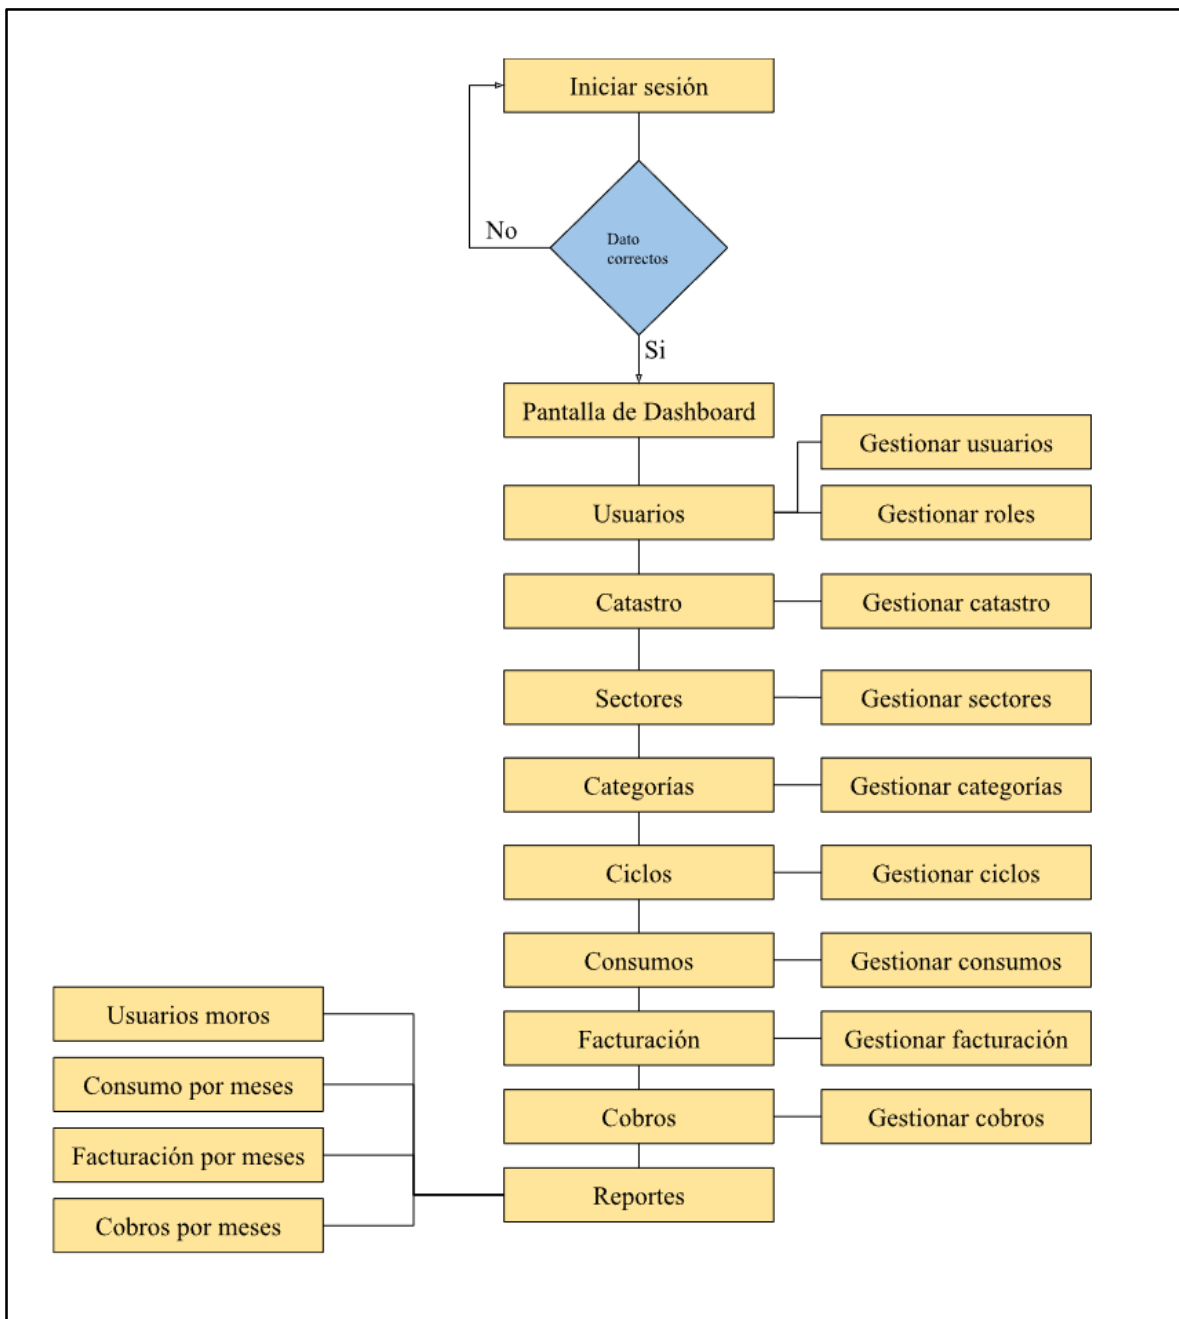 Iniciar sesión
No
Dato
correctos
Si
Pantalla de Dashboard
Gestionar usuarios
Usuarios
Gestionar roles
Catastro
Gestionar catastro
Sectores
Gestionar sectores
Categorías
Gestionar categorías
Ciclos
Gestionar ciclos
Consumos
Gestionar consumos
Usuarios moros
Facturación
Gestionar facturación
Consumo por meses
Cobros
Gestionar cobros
Facturación por meses
Reportes
Cobros por meses